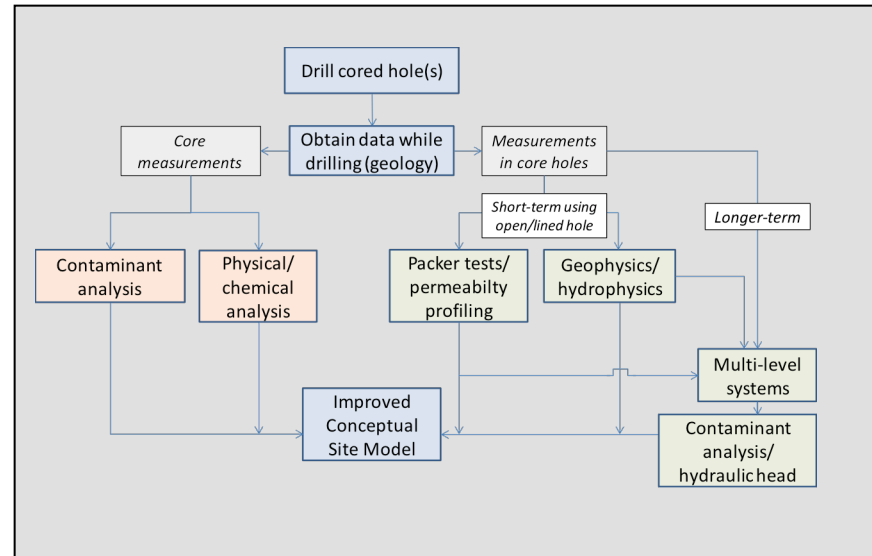 Drill cored hole(s)
Core
measurements
Obtain data while
drilling (geology)
Measurements
in core holes
Short-term using
open/lined hole
Longer-term
Contaminant
analysis
Physical/
chemical
analysis
Packer tests/
permeabilty
profiling
Geophysics/
hydrophysics
Multi-level
systems
Improved
Conceptual
Site Model
Contaminant
analysis/
hydraulic head